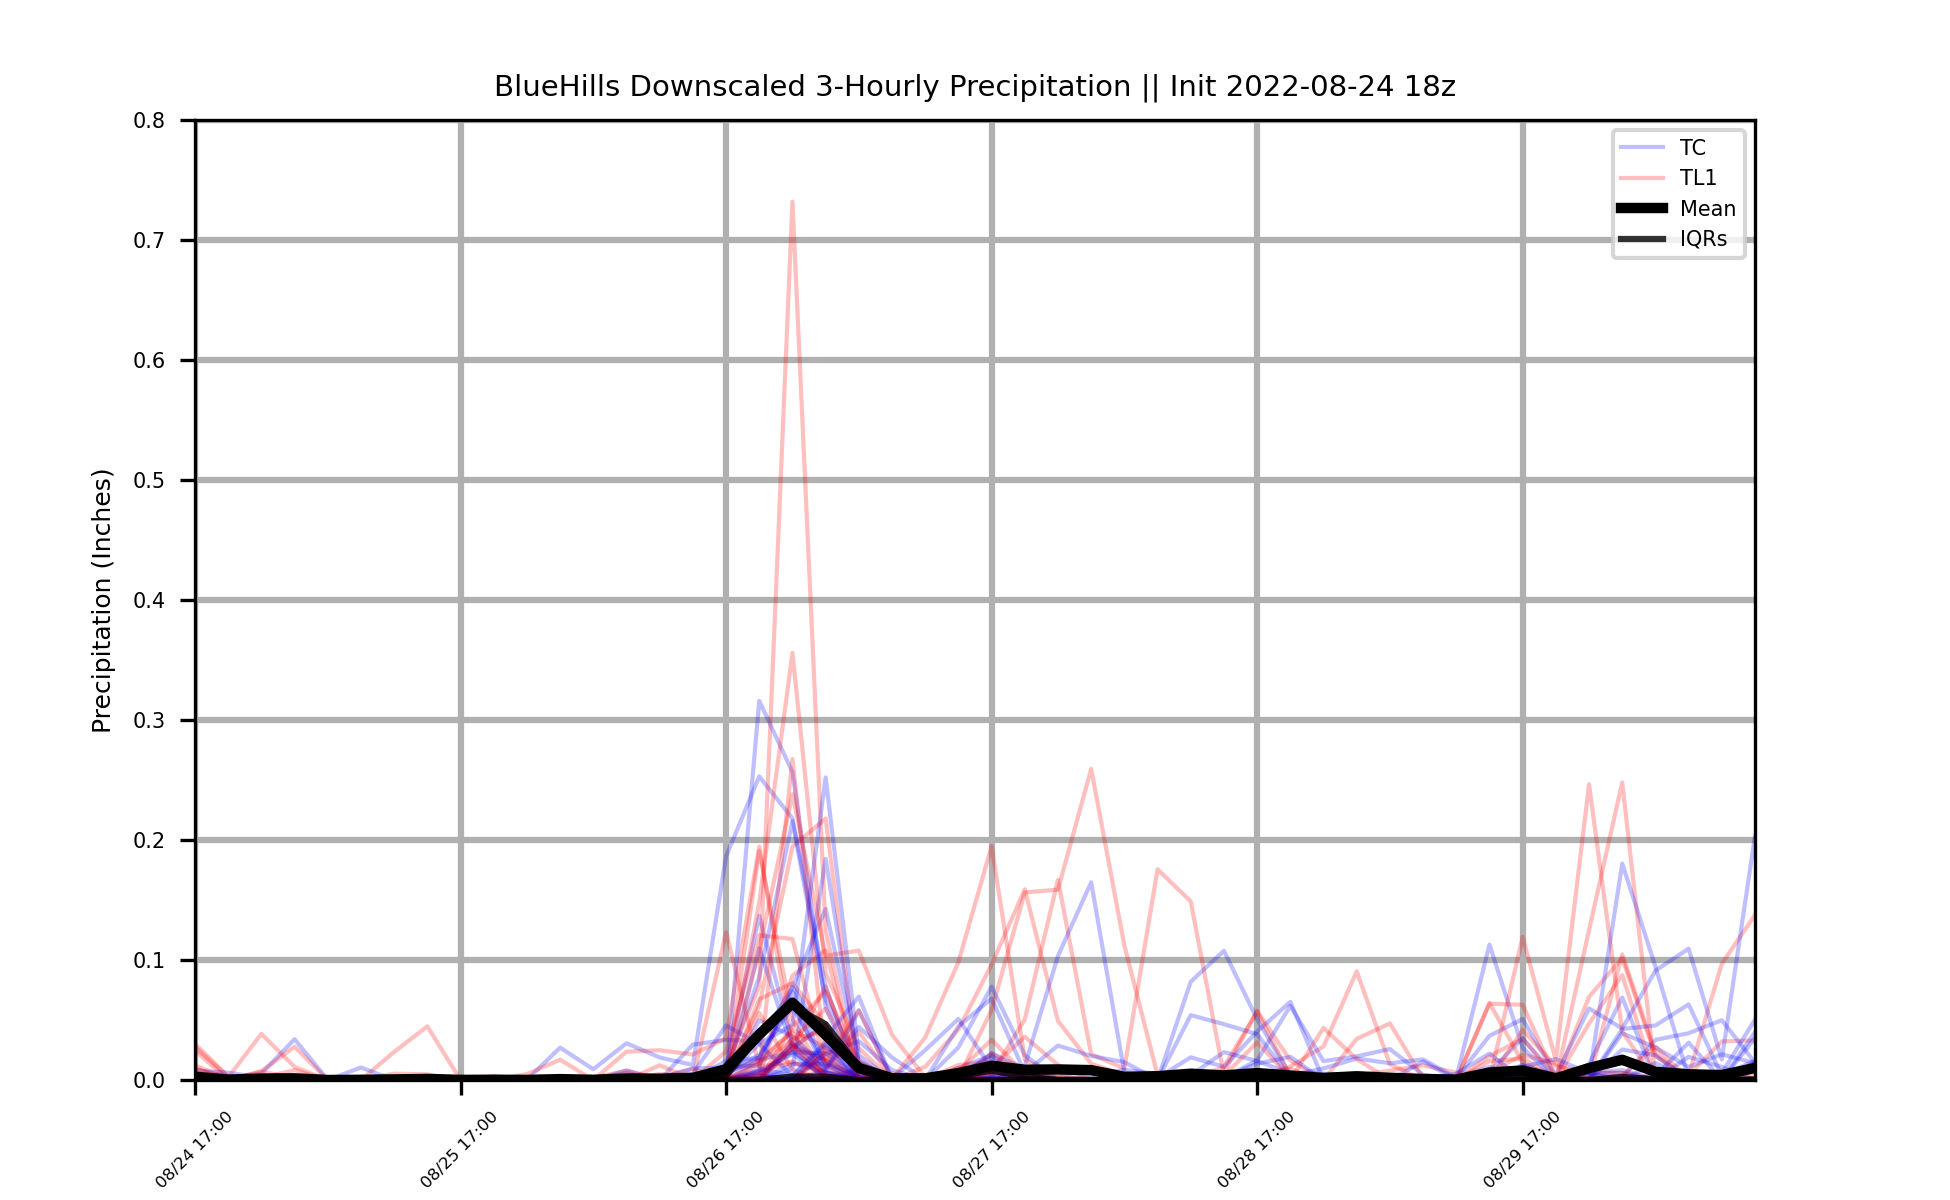 BlueHills Downscaled 3-Hourly Precipitation || Init 2022-08-24 18z
TC
TL1
Mean
IQRs
Precipitation (Inches)
0.8
0.7
0.6
0.5
0.4
0.3
0.2
0.1
0.0
08/24 17:00
08/25 17:00
08/26 17:00
08/27 17:00
08/28 17:00
08/29 17:00